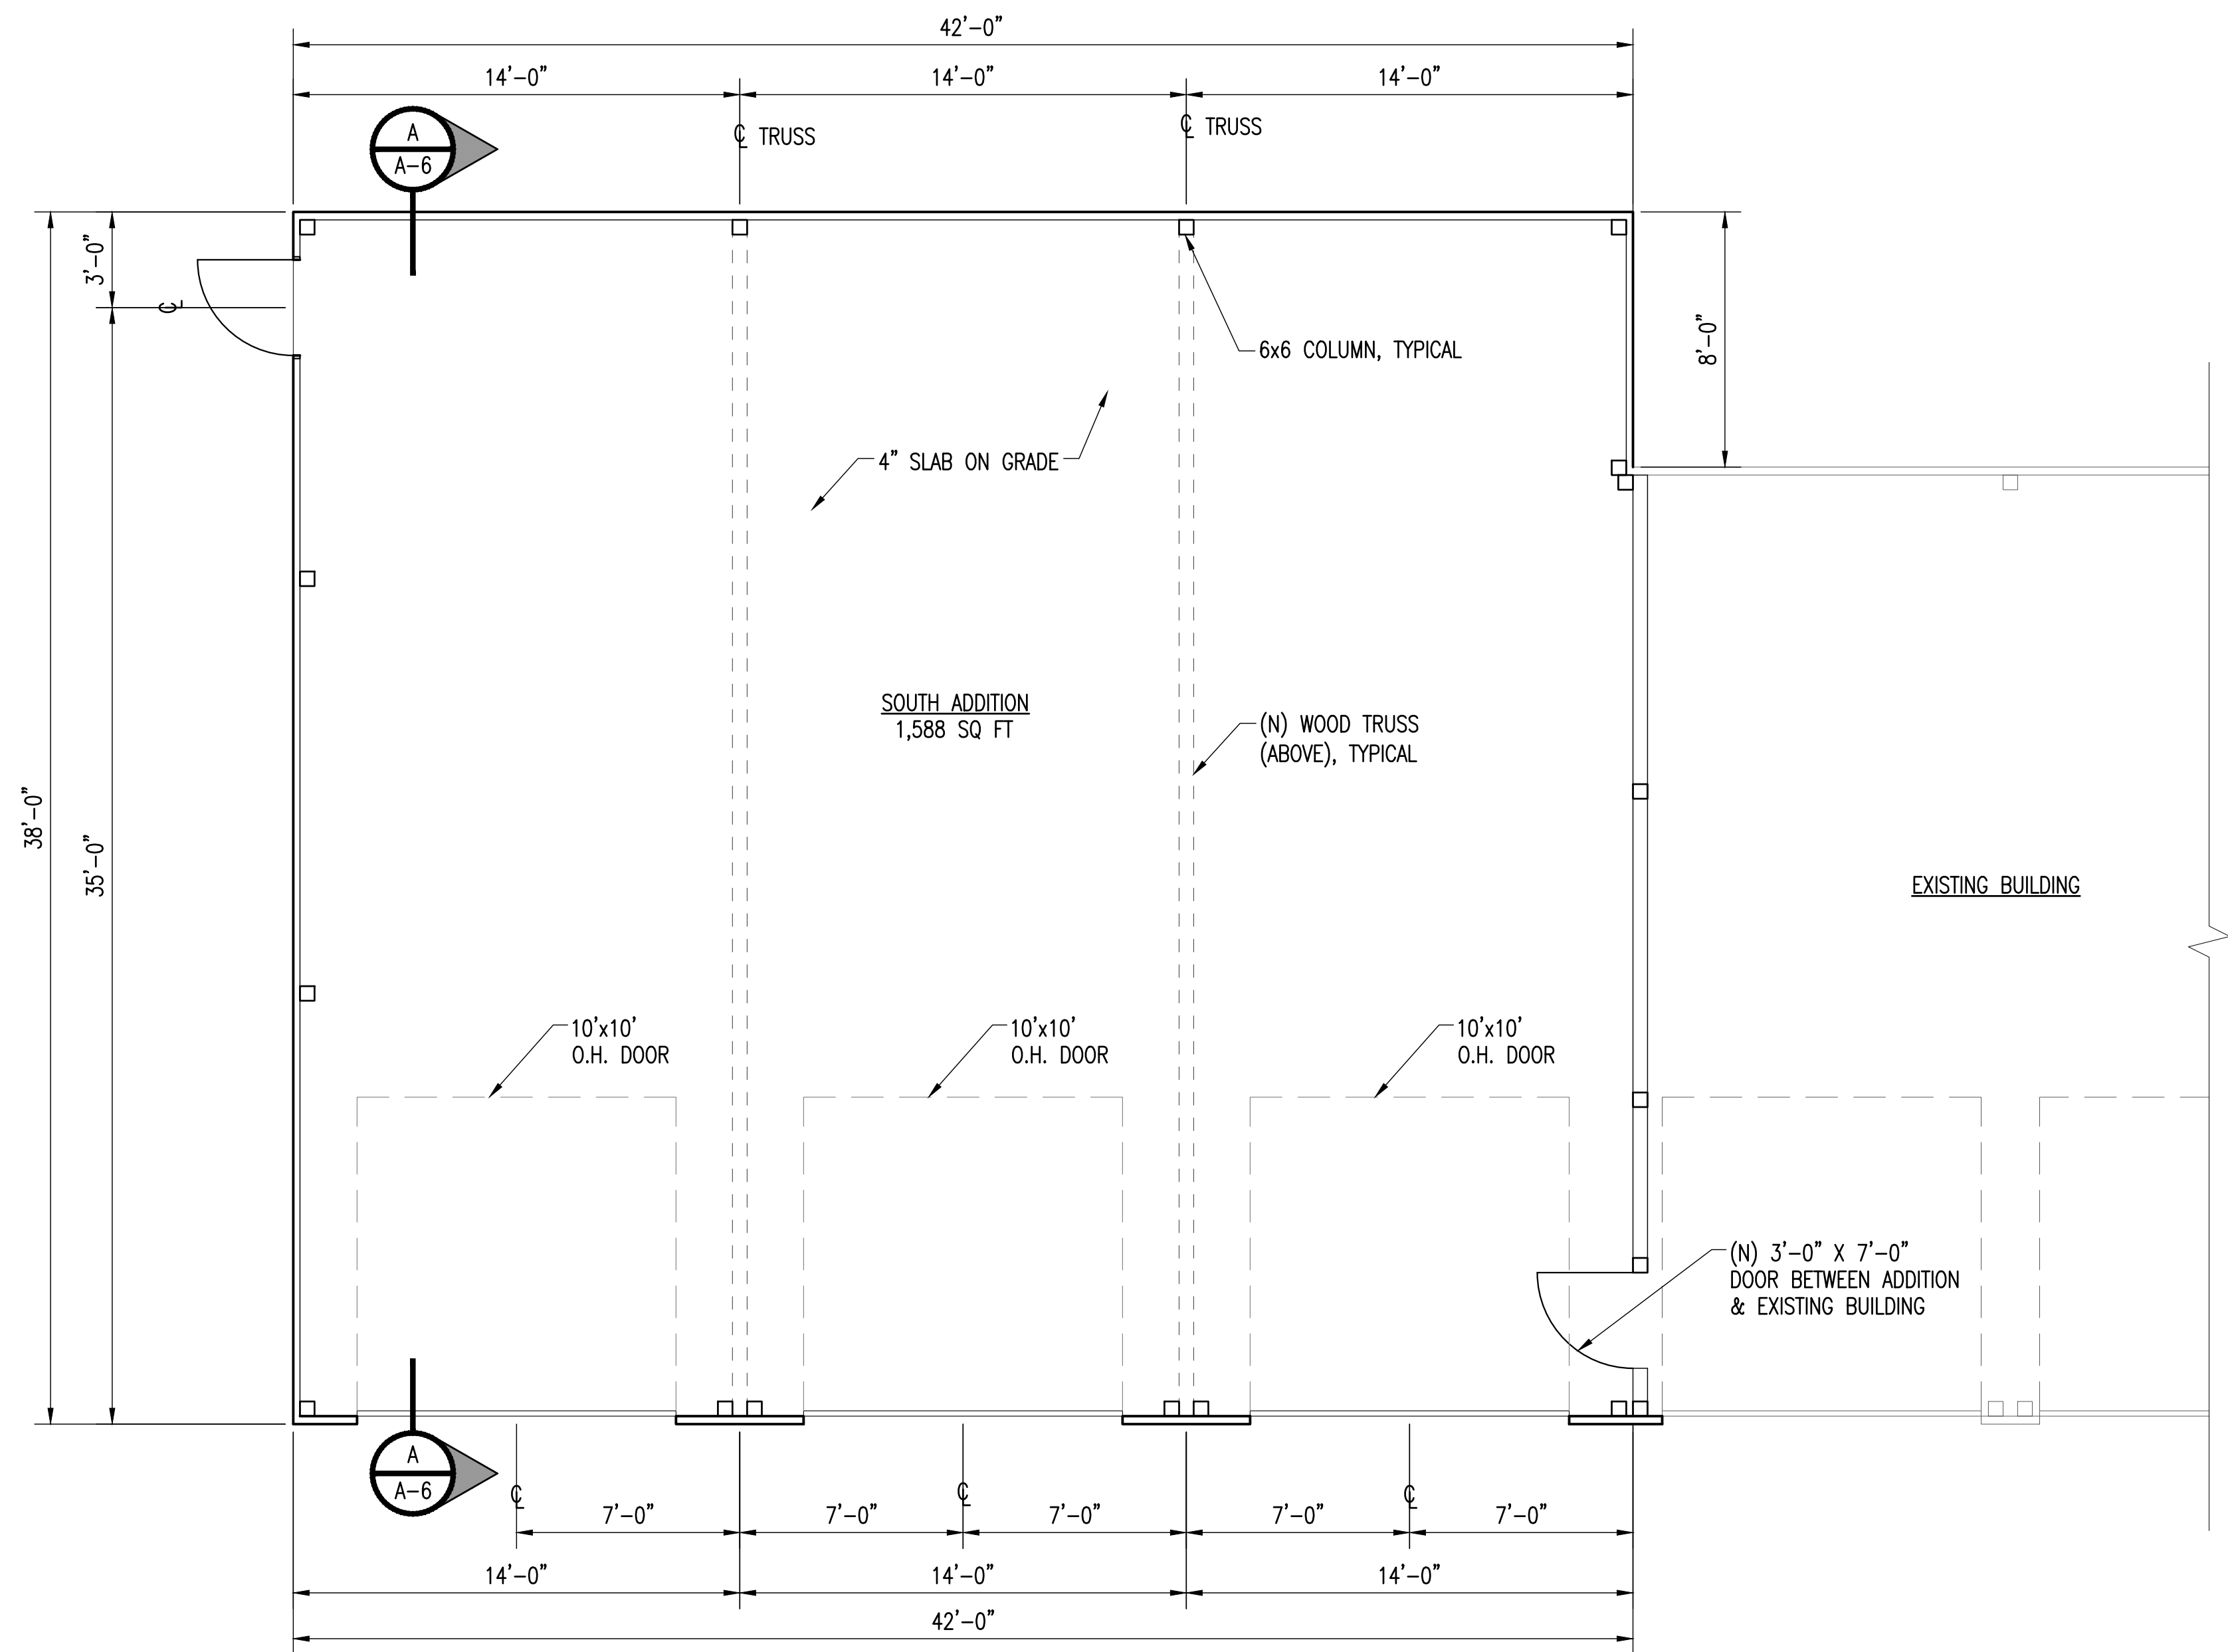 42'-0"
14'-0"
14'-0"
14'-0"
A
A-6
℄ TRUSS
℄ TRUSS
3'-0"
℄
8'-0"
6x6 COLUMN, TYPICAL
4" SLAB ON GRADE
SOUTH ADDITION
1,588 SQ FT
(N) WOOD TRUSS
(ABOVE), TYPICAL
38'-0"
35'-0"
EXISTING BUILDING
10'x10'
O.H. DOOR
10'x10'
O.H. DOOR
10'x10'
O.H. DOOR
(N) 3'-0" X 7'-0"
DOOR BETWEEN ADDITION
& EXISTING BUILDING
A
A-6
℄
℄
℄
7'-0"
7'-0"
7'-0"
7'-0"
7'-0"
14'-0"
14'-0"
14'-0"
42'-0"